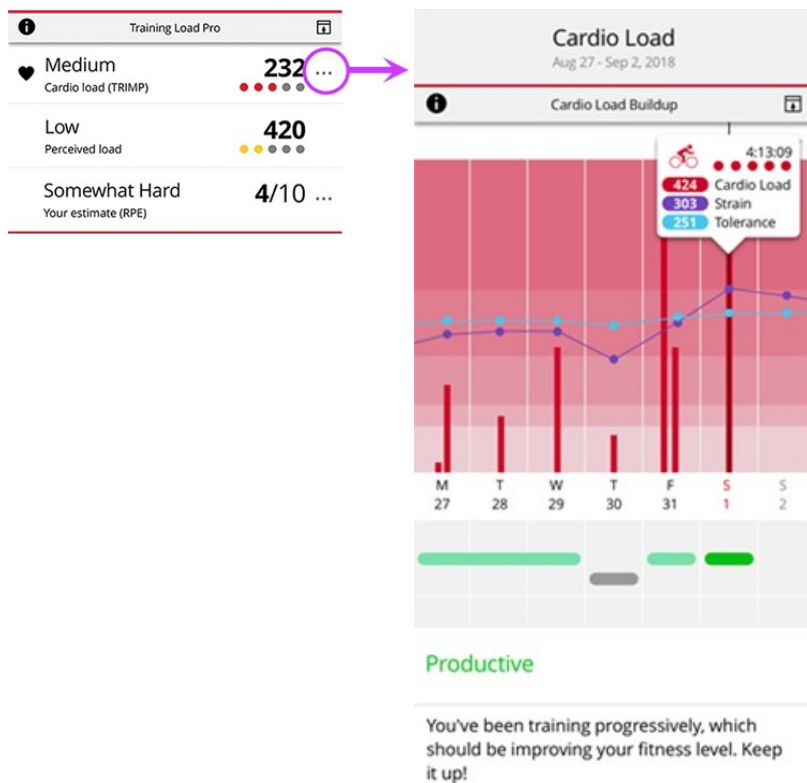 Training Load Pro
Medium
232 ...
Cardio load (TRIMP)
Low
420
Perceived load
Somewhat Hard
4/10 ...
Your estimate (RPE)
Cardio Load
Aug 27 - Sep 2, 2018
Cardio Load Buildup
4:13:09
424 Cardio Load
303 Strain
251 Tolerance
M T W T F S S
27 28 29 30 31 1 2
Productive
You've been training progressively, which
should be improving your fitness level. Keep
it up!